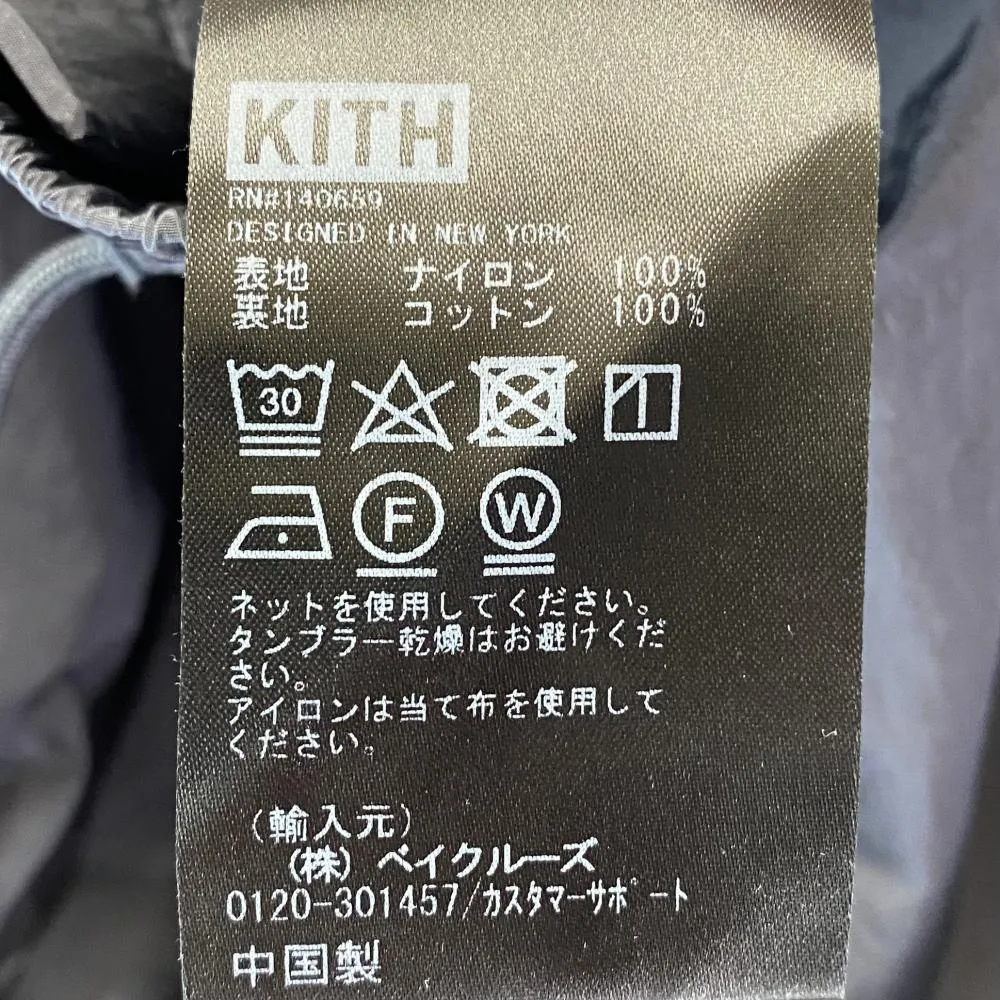 KITH
RN#140659
DESIGNED IN NEW YORK
表地 ナイロン 100%
裏地 コットン 100%
30
F
W
ネットを使用してください。
タンブラー乾燥はお避けくだ
さい。
アイロンは当て布を使用して
ください。
(輸入元)
(株) ベイクルーズ
0120-301457/カスタマーサポート
中国製